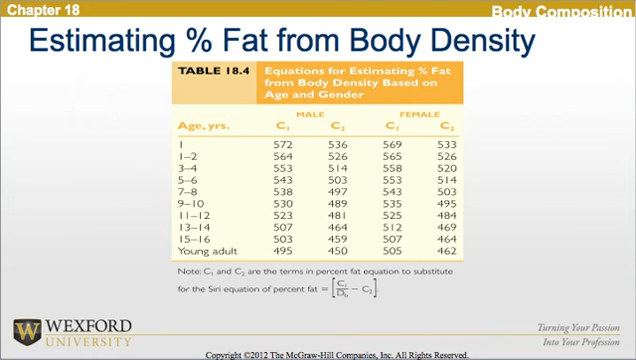 Chapter 18
Body Composition
Estimating % Fat from Body Density
TABLE 18.4 Equations for Estimating % Fat
from Body Density Based on
Age and Gender
MALE FEMALE
Age, yrs. C₁ C₂ C₁ C₂
1 572 536 569 533
1–2 564 526 565 526
3–4 553 514 558 520
5–6 543 503 553 514
7–8 538 497 543 503
9–10 530 489 535 495
11–12 523 481 525 484
13–14 507 464 512 469
15–16 503 459 507 464
Young adult 495 450 505 462
Note: C₁ and C₂ are the terms in percent fat equation to substitute
for the Siri equation of percent fat = [C₁/D_b − C₂].
WEXFORD
UNIVERSITY
Turning Your Passion
Into Your Profession
Copyright ©2012 The McGraw-Hill Companies, Inc. All Rights Reserved.